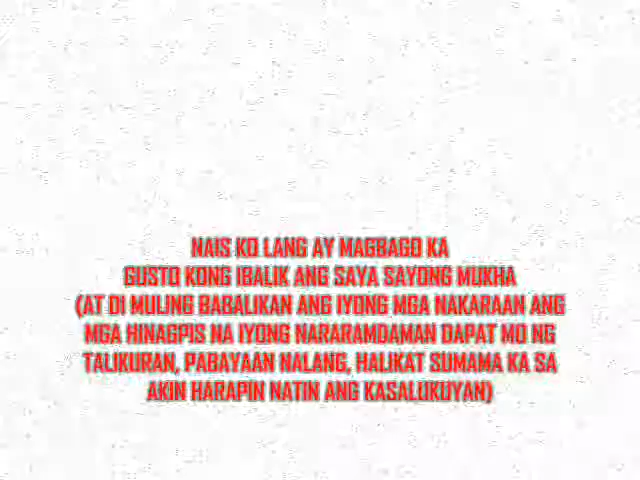 NAIS KO LANG AY MAGBAGO KA
GUSTO KONG IBALIK ANG SAYA SAYONG MUKHA
(AT DI MULING BABALIKAN ANG IYONG MGA NAKARAAN ANG
MGA HINAGPIS NA IYONG NARARAMDAMAN DAPAT MO NG
TALIKURAN, PABAYAAN NALANG, HALIKAT SUMAMA KA SA
AKIN HARAPIN NATIN ANG KASALUKUYAN)